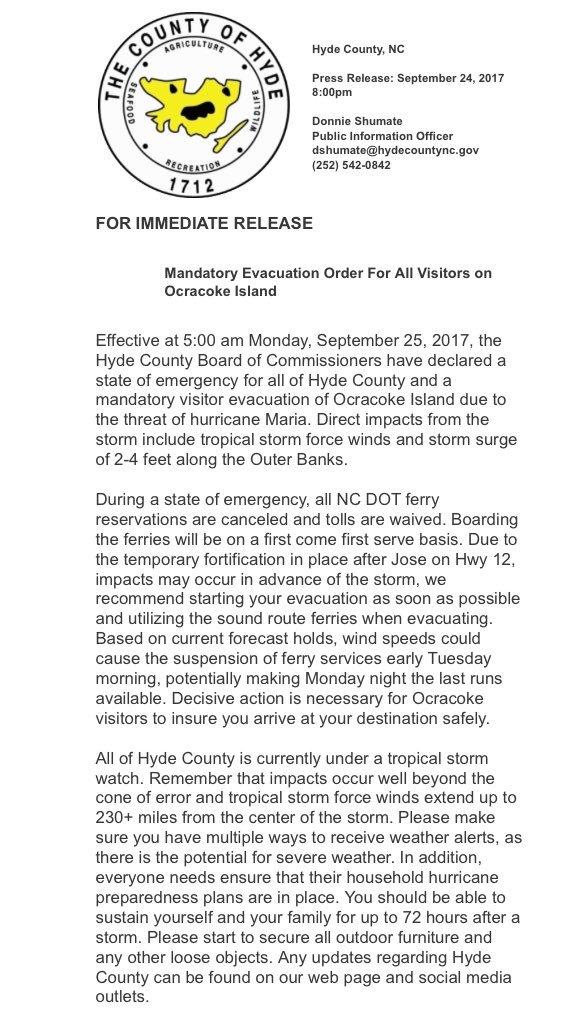 THE COUNTY OF HYDE
AGRICULTURE
SEAFOOD
WILDLIFE
RECREATION
1712
Hyde County, NC
Press Release: September 24, 2017
8:00pm
Donnie Shumate
Public Information Officer
dshumate@hydecountync.gov
(252) 542-0842
FOR IMMEDIATE RELEASE
Mandatory Evacuation Order For All Visitors on
Ocracoke Island
Effective at 5:00 am Monday, September 25, 2017, the
Hyde County Board of Commissioners have declared a
state of emergency for all of Hyde County and a
mandatory visitor evacuation of Ocracoke Island due to
the threat of hurricane Maria. Direct impacts from the
storm include tropical storm force winds and storm surge
of 2-4 feet along the Outer Banks.
During a state of emergency, all NC DOT ferry
reservations are canceled and tolls are waived. Boarding
the ferries will be on a first come first serve basis. Due to
the temporary fortification in place after Jose on Hwy 12,
impacts may occur in advance of the storm, we
recommend starting your evacuation as soon as possible
and utilizing the sound route ferries when evacuating.
Based on current forecast holds, wind speeds could
cause the suspension of ferry services early Tuesday
morning, potentially making Monday night the last runs
available. Decisive action is necessary for Ocracoke
visitors to insure you arrive at your destination safely.
All of Hyde County is currently under a tropical storm
watch. Remember that impacts occur well beyond the
cone of error and tropical storm force winds extend up to
230+ miles from the center of the storm. Please make
sure you have multiple ways to receive weather alerts, as
there is the potential for severe weather. In addition,
everyone needs ensure that their household hurricane
preparedness plans are in place. You should be able to
sustain yourself and your family for up to 72 hours after a
storm. Please start to secure all outdoor furniture and
any other loose objects. Any updates regarding Hyde
County can be found on our web page and social media
outlets.